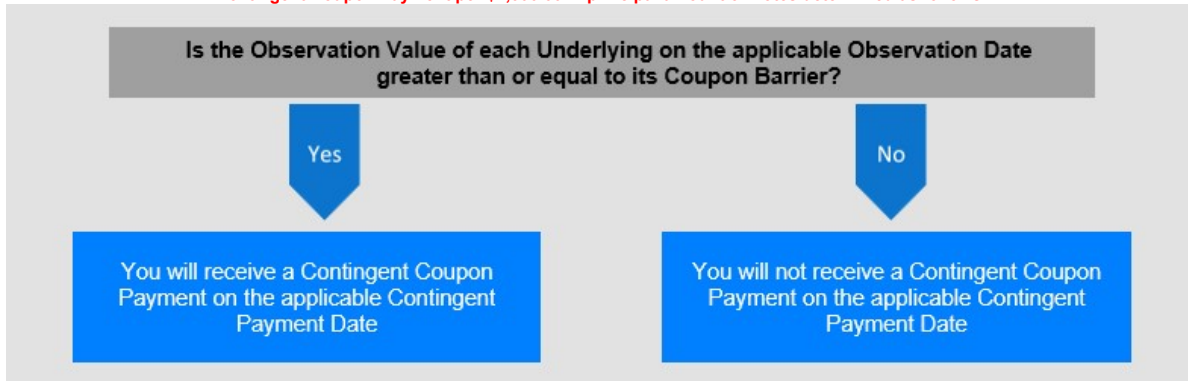 Is the Observation Value of each Underlying on the applicable Observation Date
greater than or equal to its Coupon Barrier?
Yes
No
You will receive a Contingent Coupon
Payment on the applicable Contingent
Payment Date
You will not receive a Contingent Coupon
Payment on the applicable Contingent
Payment Date